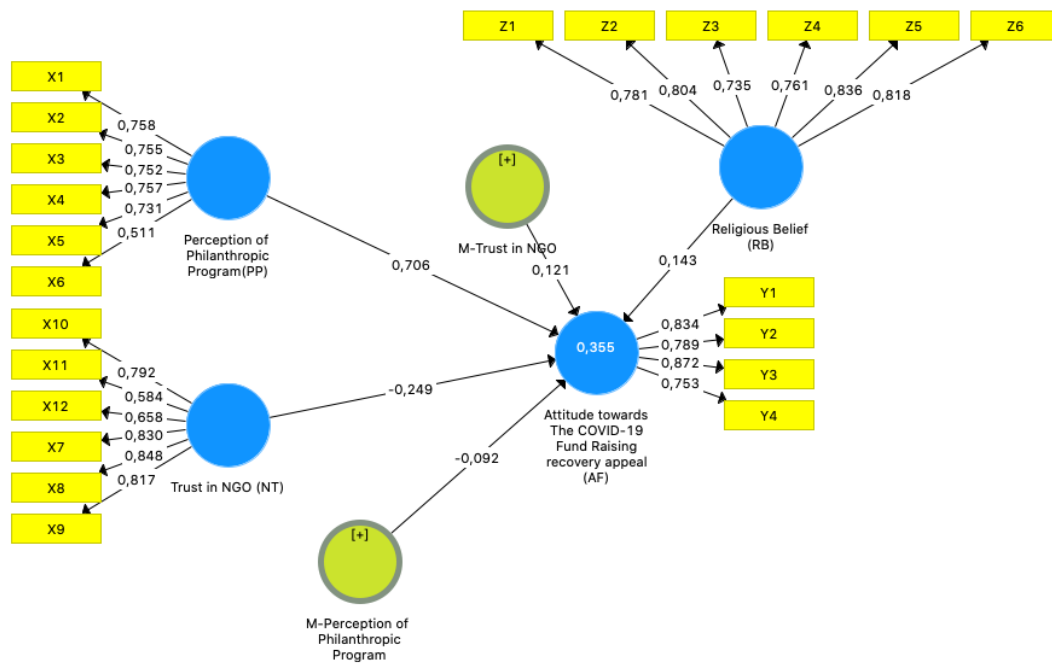 Z1
Z2
Z3
Z4
Z5
Z6
0,781
0,804
0,735
0,761
0,836
0,818
Religious Belief
(RB)
0,143
X1
X2
X3
X4
X5
X6
0,758
0,755
0,752
0,757
0,731
0,511
Perception of
Philanthropic
Program(PP)
0,706
[+]
M-Trust in NGO
0,121
X10
X11
X12
X7
X8
X9
0,792
0,584
0,658
0,830
0,848
0,817
Trust in NGO (NT)
-0,249
0,355
Attitude towards
The COVID-19
Fund Raising
recovery appeal
(AF)
0,834
0,789
0,872
0,753
Y1
Y2
Y3
Y4
-0,092
[+]
M-Perception of
Philanthropic
Program